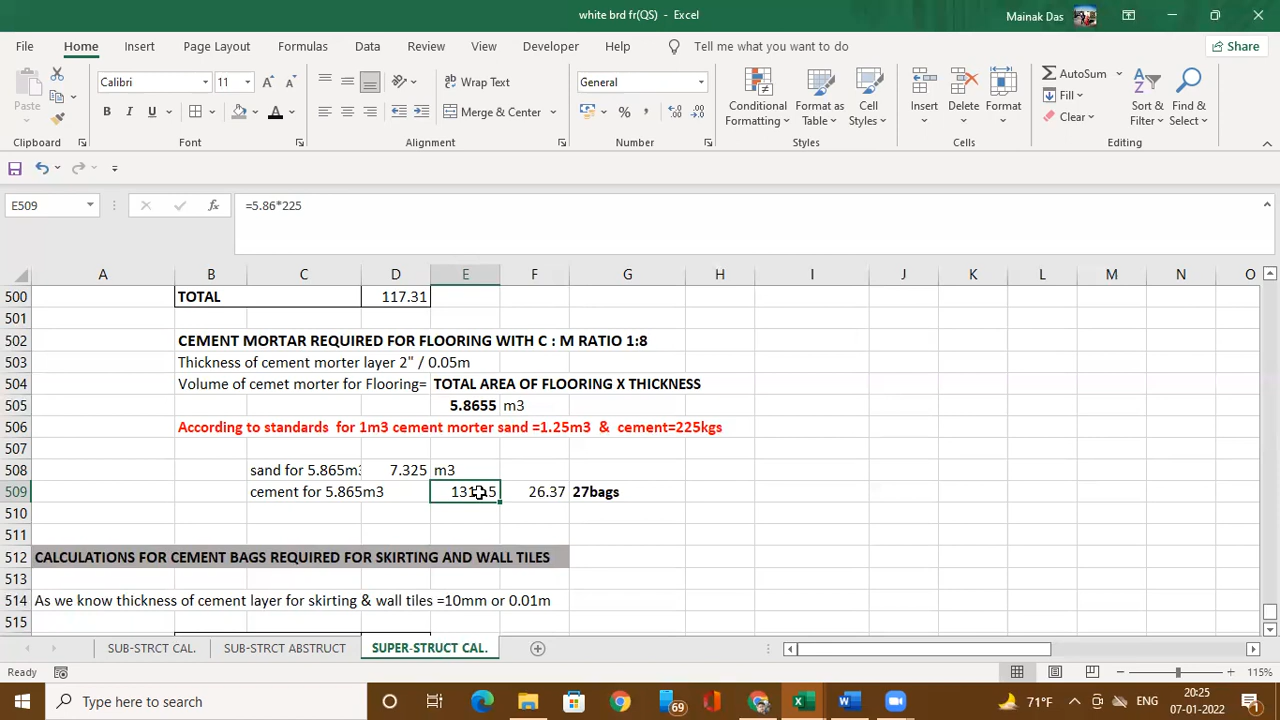 white brd fr(QS) - Excel
Mainak Das
File Home Insert Page Layout Formulas Data Review View Developer Help Tell me what you want to do Share
Paste
Calibri 11
B I U
Wrap Text
Merge & Center
General
Conditional Formatting
Format as Table
Cell Styles
Insert Delete Format
AutoSum
Fill
Clear
Sort & Filter
Find & Select
Clipboard Font Alignment Number Styles Cells Editing
E509 =5.86*225
A B C D E F G H I J K L M N O
500 TOTAL 117.31
501
502 CEMENT MORTAR REQUIRED FOR FLOORING WITH C : M RATIO 1:8
503 Thickness of cement morter layer 2" / 0.05m
504 Volume of cemet morter for Flooring= TOTAL AREA OF FLOORING X THICKNESS
505 5.8655 m3
506 According to standards for 1m3 cement morter sand =1.25m3 & cement=225kgs
507
508 sand for 5.865m3 7.325 m3
509 cement for 5.865m3 26.37 27bags
510
511
512 CALCULATIONS FOR CEMENT BAGS REQUIRED FOR SKIRTING AND WALL TILES
513
514 As we know thickness of cement layer for skirting & wall tiles =10mm or 0.01m
515
SUB-STRCT CAL. SUB-STRCT ABSTRUCT SUPER-STRUCT CAL.
Ready 115%
Type here to search 69 71°F ENG 20:25 07-01-2022 1